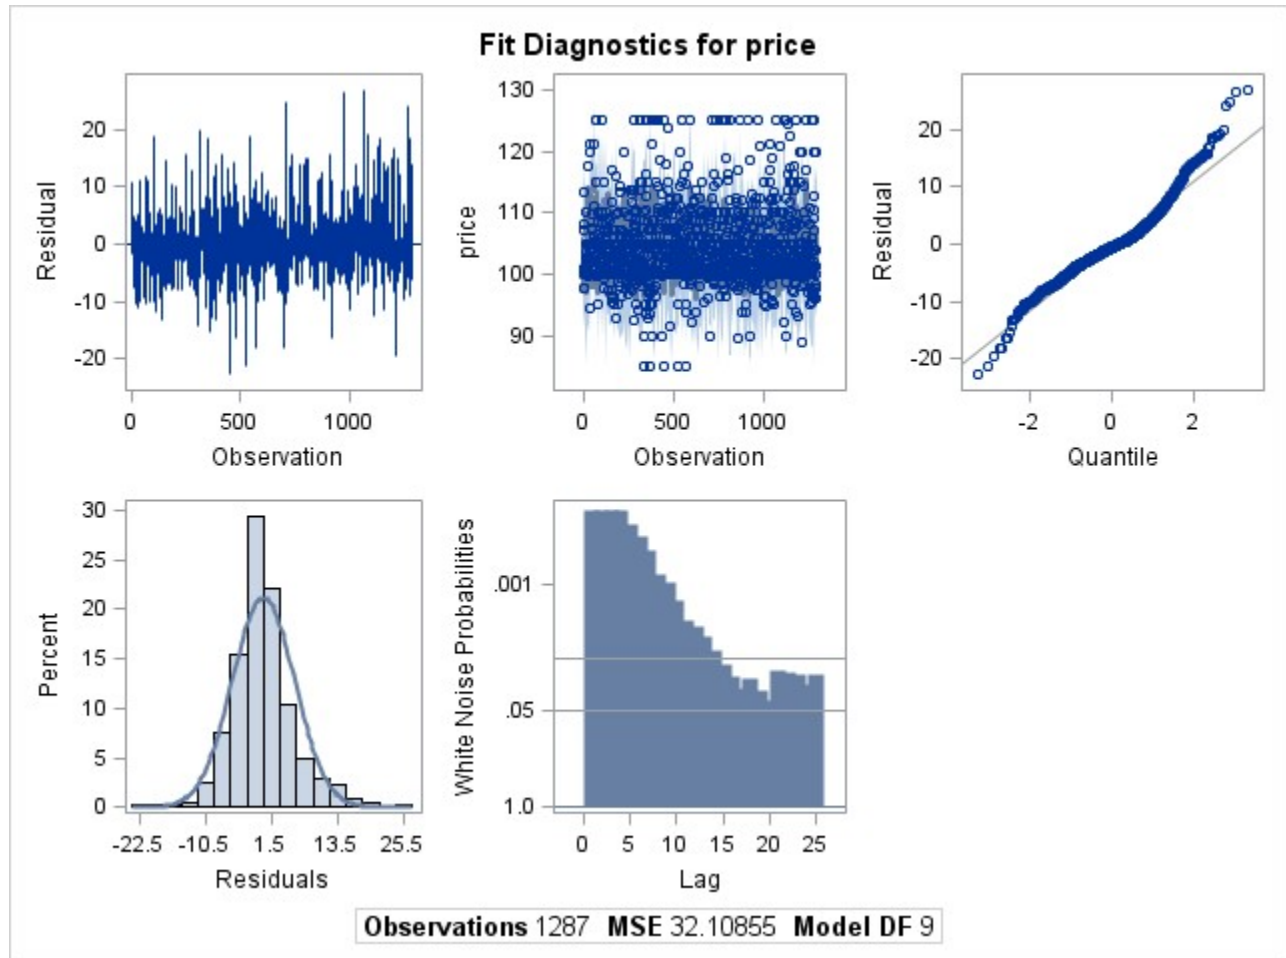 Fit Diagnostics for price
20
10
0
-10
-20
Residual
0 500 1000
Observation
130
120
110
100
90
price
0 500 1000
Observation
20
10
0
-10
-20
Residual
-2 0 2
Quantile
30
25
20
15
10
5
0
Percent
-22.5 -10.5 1.5 13.5 25.5
Residuals
.001
.05
1.0
White Noise Probabilities
0 5 10 15 20 25
Lag
Observations 1287 MSE 32.10855 Model DF 9